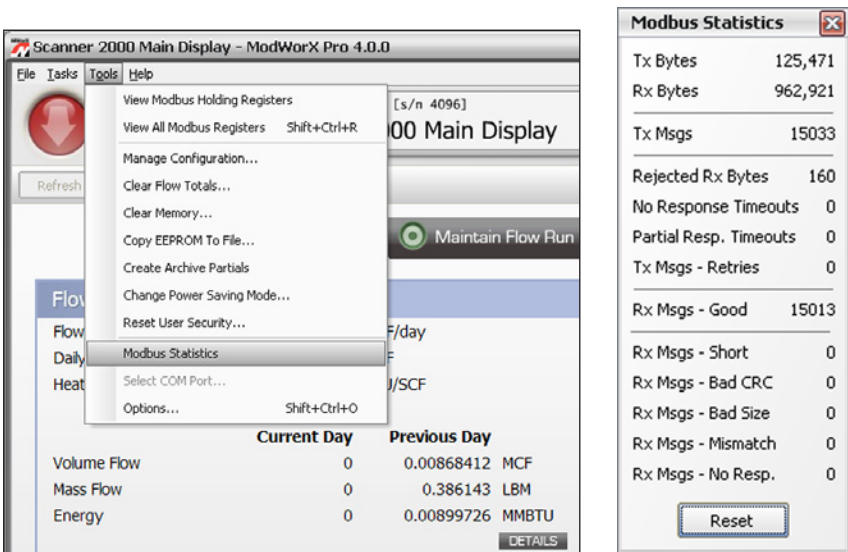 Scanner 2000 Main Display - ModWorX Pro 4.0.0
File Tasks Tools Help
View Modbus Holding Registers
View All Modbus Registers Shift+Ctrl+R
Manage Configuration...
Clear Flow Totals...
Clear Memory...
Copy EEPROM To File...
Create Archive Partials
Change Power Saving Mode...
Reset User Security...
Modbus Statistics
Select COM Port...
Options... Shift+Ctrl+O
[s/n 4096]
00 Main Display
Refresh
Maintain Flow Run
Flow
Flow F/day
Daily F
Heat J/SCF
Current Day Previous Day
Volume Flow 0 0.00868412 MCF
Mass Flow 0 0.386143 LBM
Energy 0 0.00899726 MMBTU
DETAILS
Modbus Statistics
Tx Bytes 125,471
Rx Bytes 962,921
Tx Msgs 15033
Rejected Rx Bytes 160
No Response Timeouts 0
Partial Resp. Timeouts 0
Tx Msgs - Retries 0
Rx Msgs - Good 15013
Rx Msgs - Short 0
Rx Msgs - Bad CRC 0
Rx Msgs - Bad Size 0
Rx Msgs - Mismatch 0
Rx Msgs - No Resp. 0
Reset